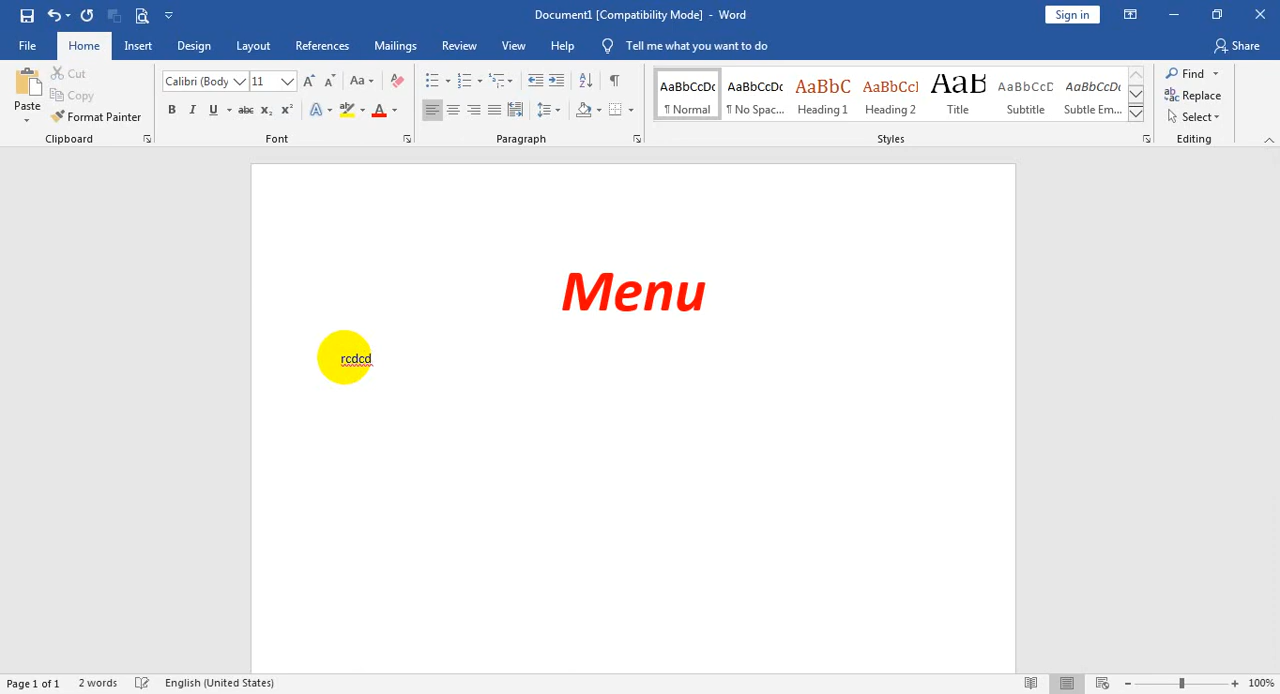 Document1 [Compatibility Mode] - Word
Sign in
File Home Insert Design Layout References Mailings Review View Help Tell me what you want to do
Share
Paste
Cut
Copy
Format Painter
Clipboard
Calibri (Body 11
Aa
B I U abc x₂ x²
A
A
Font
Paragraph
AaBbCcDc
¶ Normal
AaBbCcDc
¶ No Spac...
AaBbC
Heading 1
AaBbCcI
Heading 2
AaB
Title
AaBbCcD
Subtitle
AaBbCcDc
Subtle Em...
Styles
Find
Replace
Select
Editing
Menu
rcdcd
Page 1 of 1 2 words English (United States)
100%